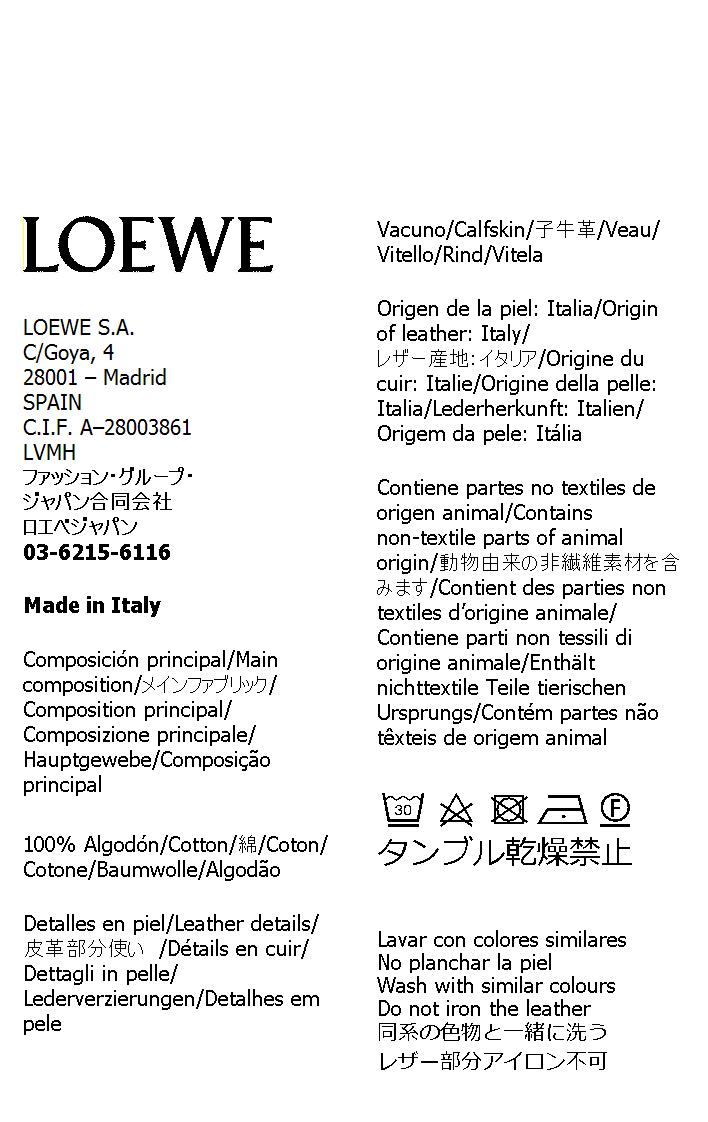 LOEWE
LOEWE S.A.
C/Goya, 4
28001 – Madrid
SPAIN
C.I.F. A–28003861
LVMH
ファッション・グループ・
ジャパン合同会社
ロエベジャパン
03-6215-6116
Made in Italy
Composición principal/Main
composition/メインファブリック/
Composition principal/
Composizione principale/
Hauptgewebe/Composição
principal
100% Algodón/Cotton/綿/Coton/
Cotone/Baumwolle/Algodão
Detalles en piel/Leather details/
皮革部分使い /Détails en cuir/
Dettagli in pelle/
Lederverzierungen/Detalhes em
pele
Vacuno/Calfskin/子牛革/Veau/
Vitello/Rind/Vitela
Origen de la piel: Italia/Origin
of leather: Italy/
レザー産地：イタリア/Origine du
cuir: Italie/Origine della pelle:
Italia/Lederherkunft: Italien/
Origem da pele: Itália
Contiene partes no textiles de
origen animal/Contains
non-textile parts of animal
origin/動物由来の非繊維素材を含
みます/Contient des parties non
textiles d’origine animale/
Contiene parti non tessili di
origine animale/Enthält
nichttextile Teile tierischen
Ursprungs/Contém partes não
têxteis de origem animal
30 F
タンブル乾燥禁止
Lavar con colores similares
No planchar la piel
Wash with similar colours
Do not iron the leather
同系の色物と一緒に洗う
レザー部分アイロン不可